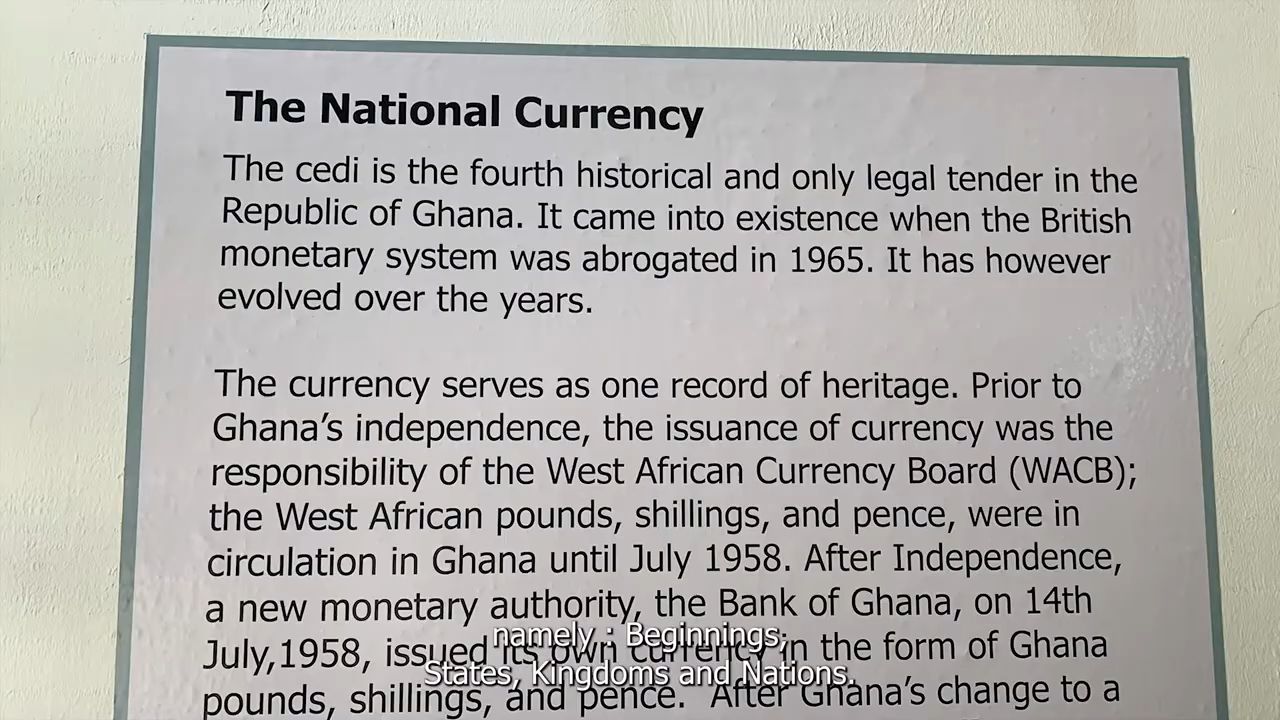 The National Currency
The cedi is the fourth historical and only legal tender in the
Republic of Ghana. It came into existence when the British
monetary system was abrogated in 1965. It has however
evolved over the years.
The currency serves as one record of heritage. Prior to
Ghana’s independence, the issuance of currency was the
responsibility of the West African Currency Board (WACB);
the West African pounds, shillings, and pence, were in
circulation in Ghana until July 1958. After Independence,
a new monetary authority, the Bank of Ghana, on 14th
July,1958, issued its own currency in the form of Ghana
pounds, shillings, and pence. After Ghana’s change to a
namely : Beginnings,
States, Kingdoms and Nations.